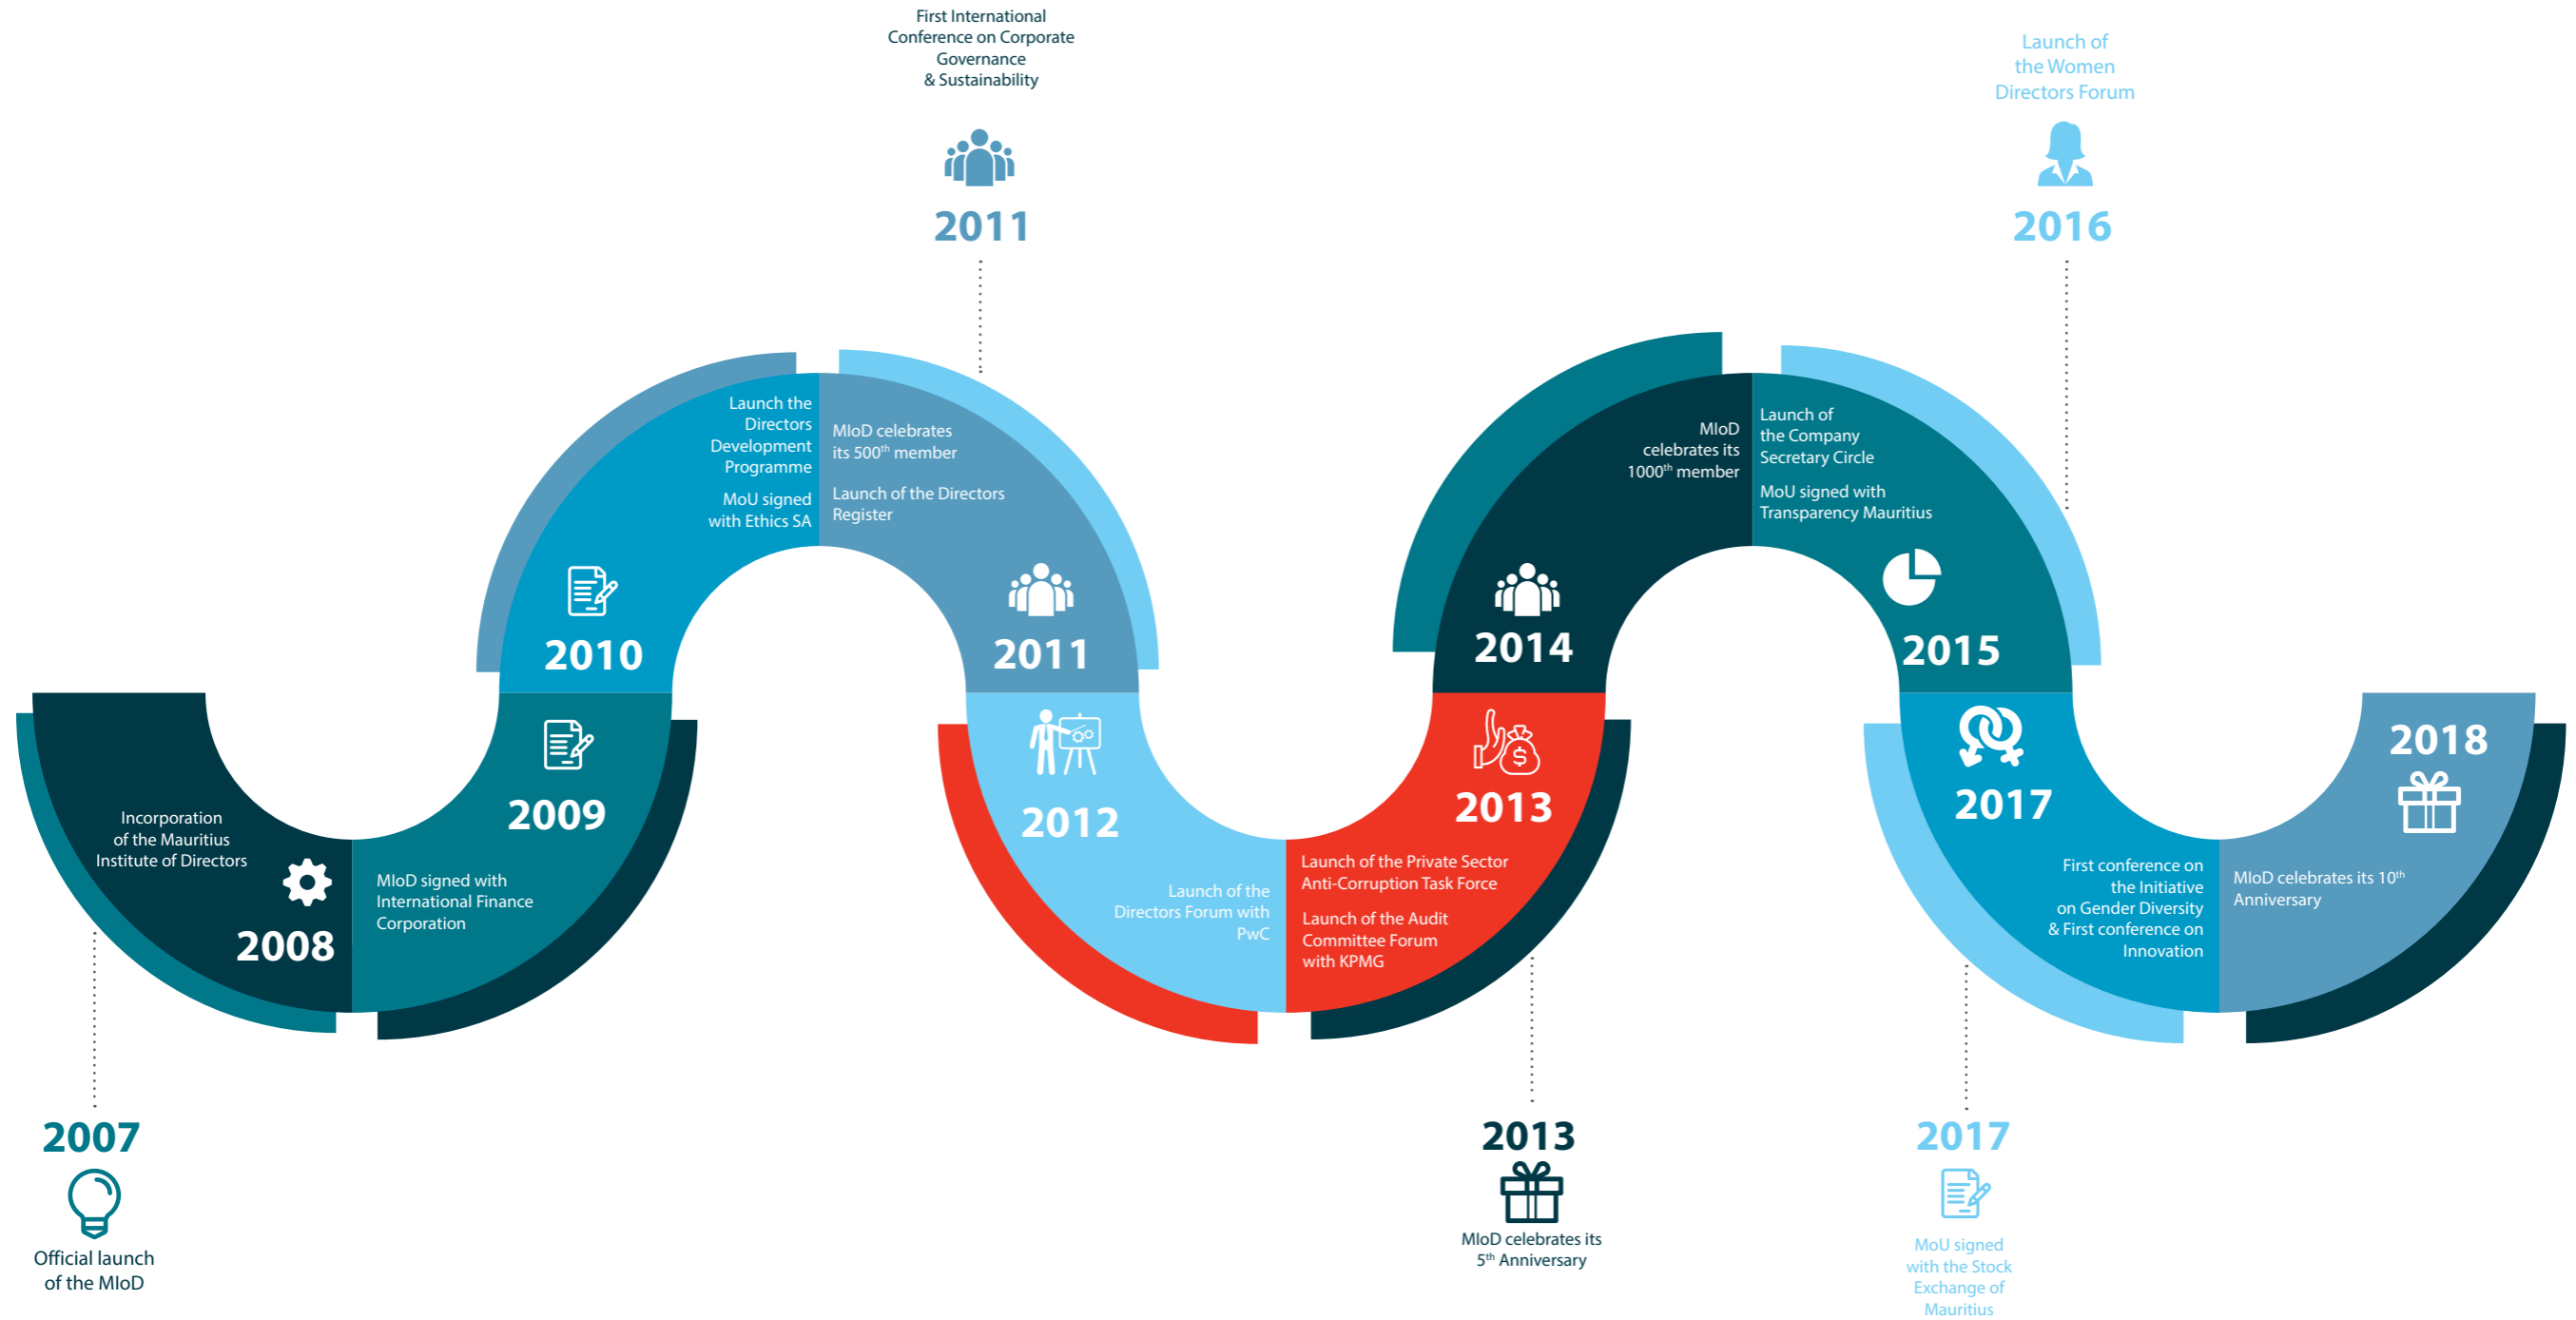 First International
Conference on Corporate
Governance
& Sustainability
2011
Launch of
the Women
Directors Forum
2016
Launch the
Directors
Development
Programme
MoU signed
with Ethics SA
2010
MIoD celebrates
its 500th member
Launch of the Directors
Register
2011
MIoD
celebrates its
1000th member
2014
Launch of
the Company
Secretary Circle
MoU signed with
Transparency Mauritius
2015
Incorporation
of the Mauritius
Institute of Directors
2008
2009
MIoD signed with
International Finance
Corporation
2012
Launch of the
Directors Forum with
PwC
2013
Launch of the Private Sector
Anti-Corruption Task Force
Launch of the Audit
Committee Forum
with KPMG
2017
First conference on
the Initiative
on Gender Diversity
& First conference on
Innovation
2018
MIoD celebrates its 10th
Anniversary
$
2007
Official launch
of the MIoD
2013
MIoD celebrates its
5th Anniversary
2017
MoU signed
with the Stock
Exchange of
Mauritius